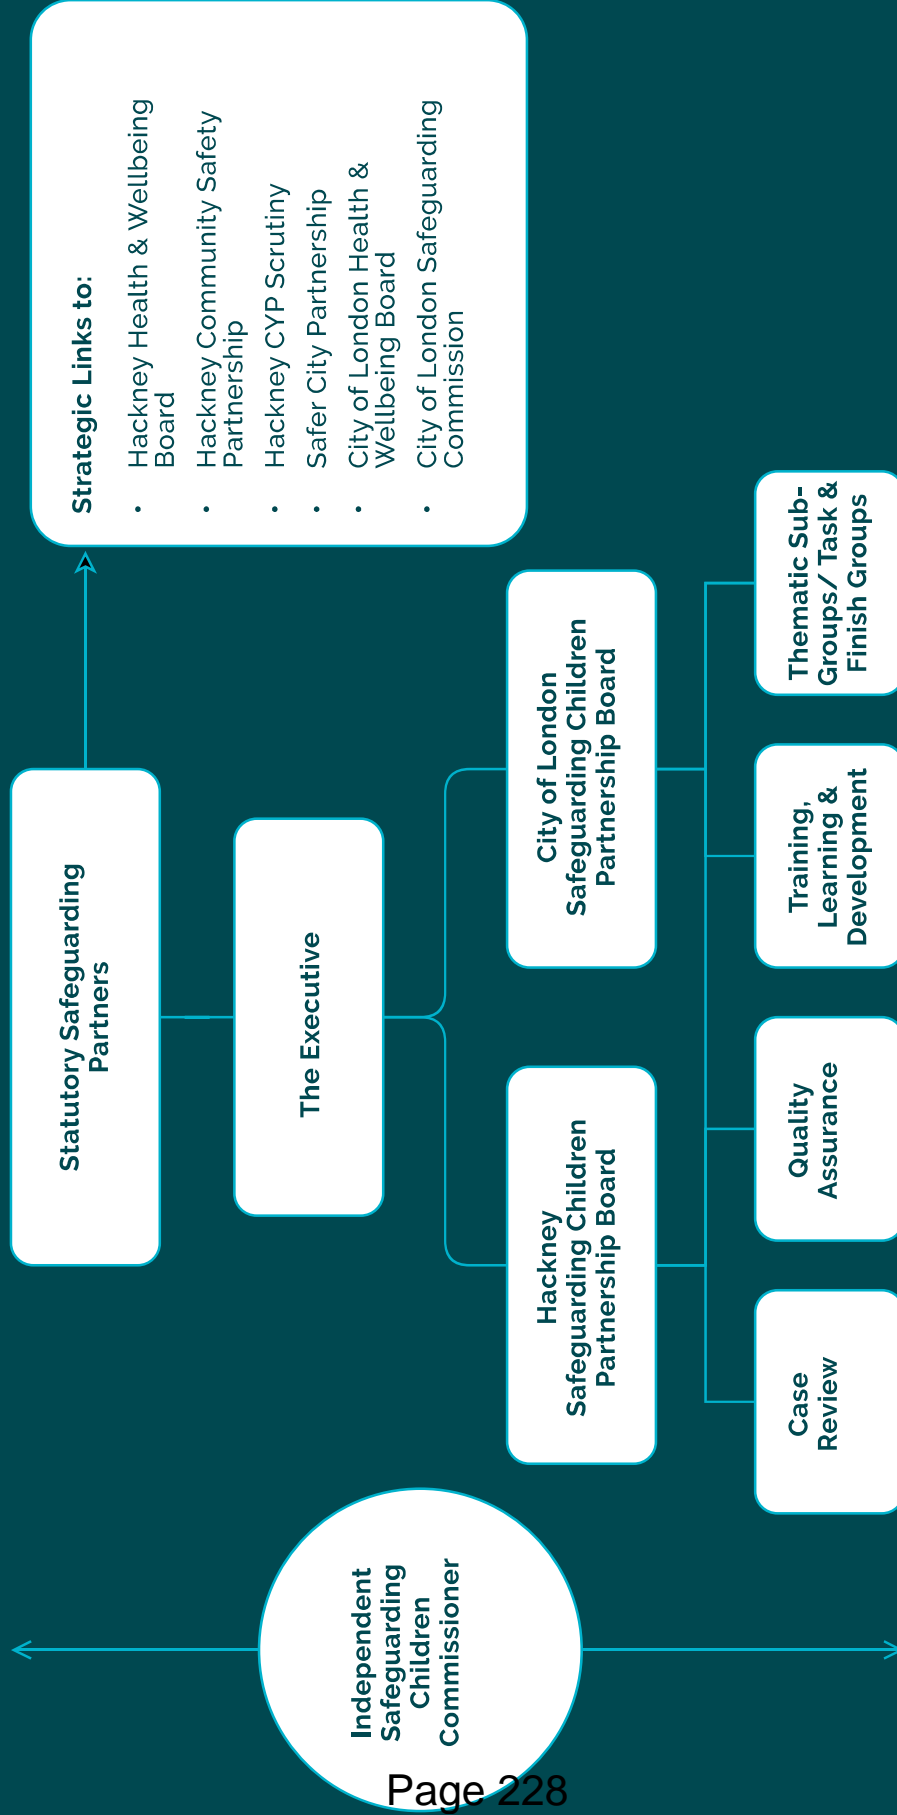 Statutory Safeguarding
Partners
Strategic Links to:
• Hackney Health & Wellbeing
Board
• Hackney Community Safety
Partnership
• Hackney CYP Scrutiny
• Safer City Partnership
• City of London Health &
Wellbeing Board
• City of London Safeguarding
Commission
The Executive
Independent
Safeguarding
Children
Commissioner
Hackney
Safeguarding Children
Partnership Board
City of London
Safeguarding Children
Partnership Board
Case
Review
Quality
Assurance
Training,
Learning &
Development
Thematic Sub-
Groups/ Task &
Finish Groups
Page 228